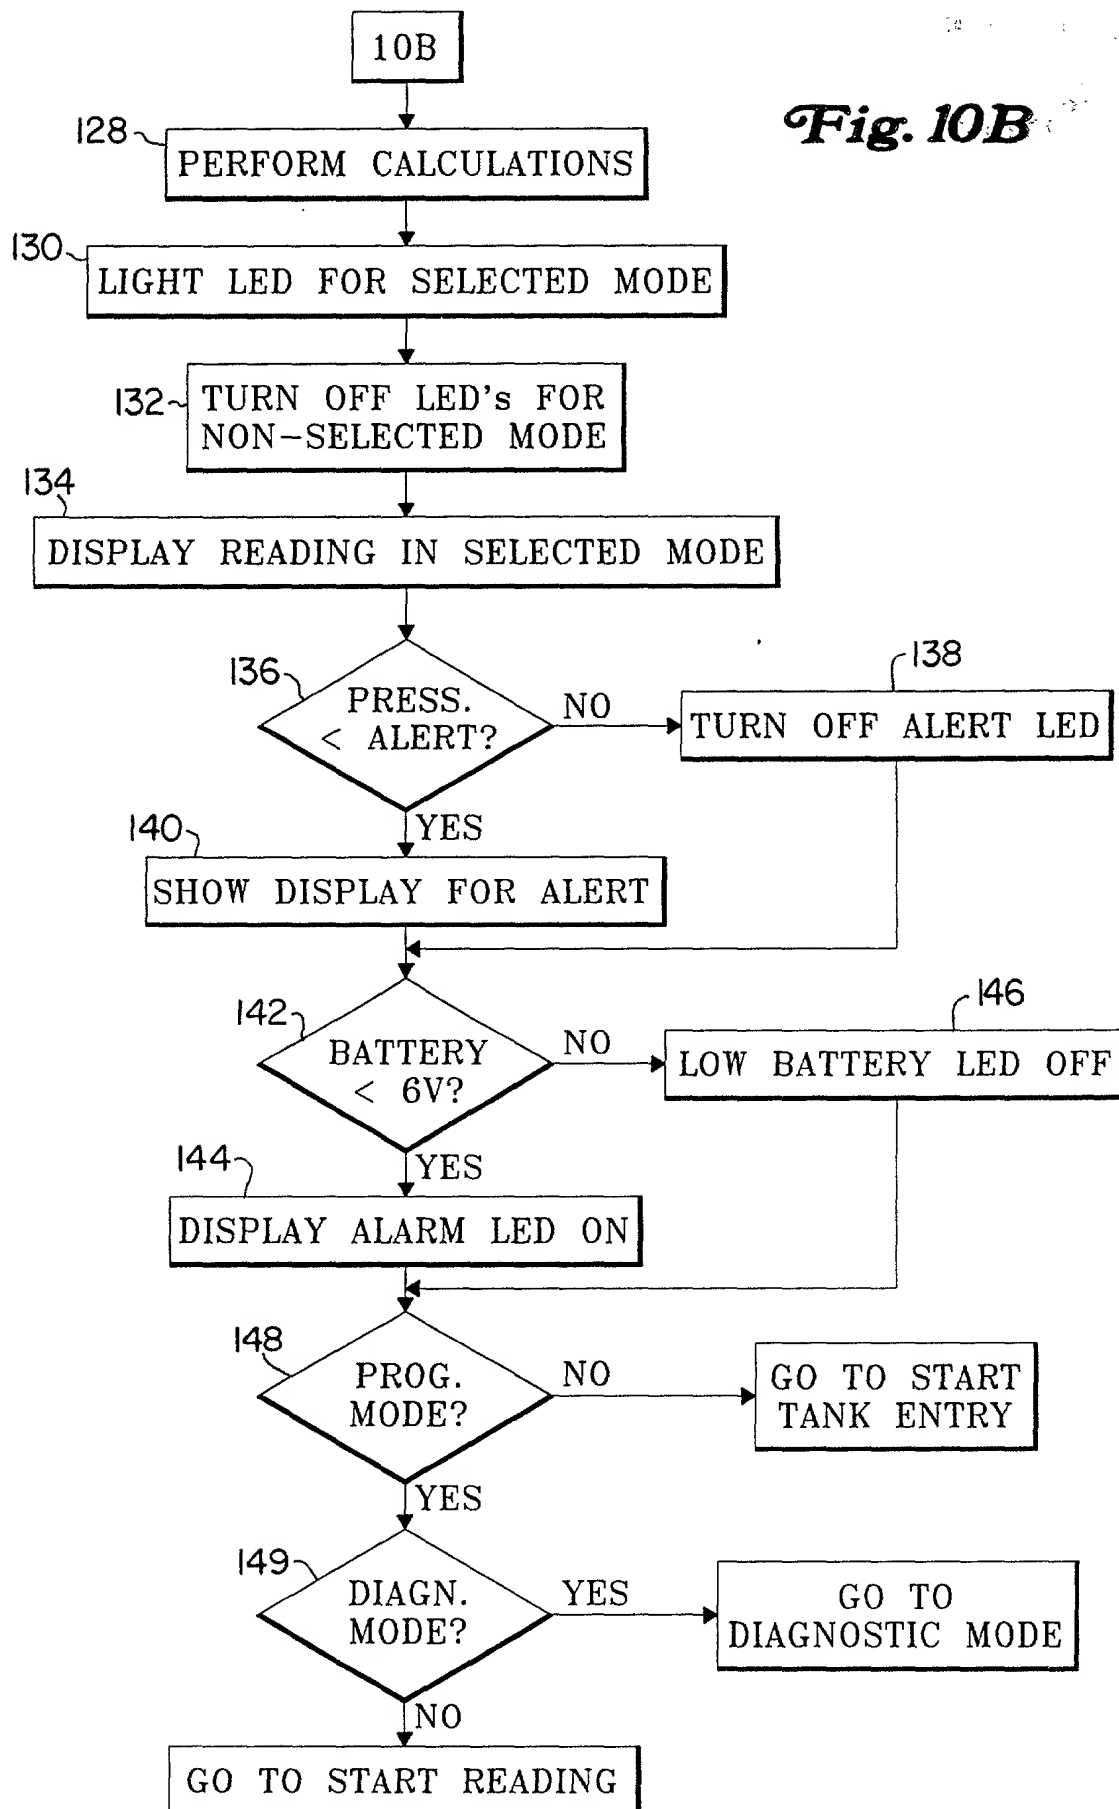 10B
Fig. 10B
128
PERFORM CALCULATIONS
130
LIGHT LED FOR SELECTED MODE
132
TURN OFF LED's FOR
NON-SELECTED MODE
134
DISPLAY READING IN SELECTED MODE
136
PRESS.
< ALERT?
NO
138
TURN OFF ALERT LED
YES
140
SHOW DISPLAY FOR ALERT
142
BATTERY
< 6V?
NO
146
LOW BATTERY LED OFF
YES
144
DISPLAY ALARM LED ON
148
PROG.
MODE?
NO
GO TO START
TANK ENTRY
YES
149
DIAGN.
MODE?
YES
GO TO
DIAGNOSTIC MODE
NO
GO TO START READING